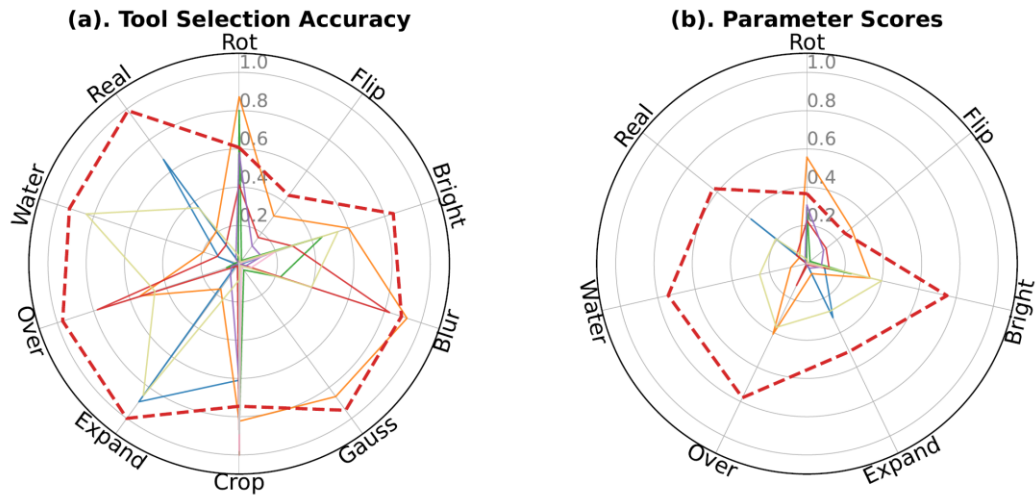 (a). Tool Selection Accuracy
Rot
Flip
Bright
Blur
Gauss
Crop
Expand
Over
Water
Real
1.0
0.8
0.6
0.4
0.2
(b). Parameter Scores
Rot
Flip
Bright
Expand
Over
Water
Real
1.0
0.8
0.6
0.4
0.2